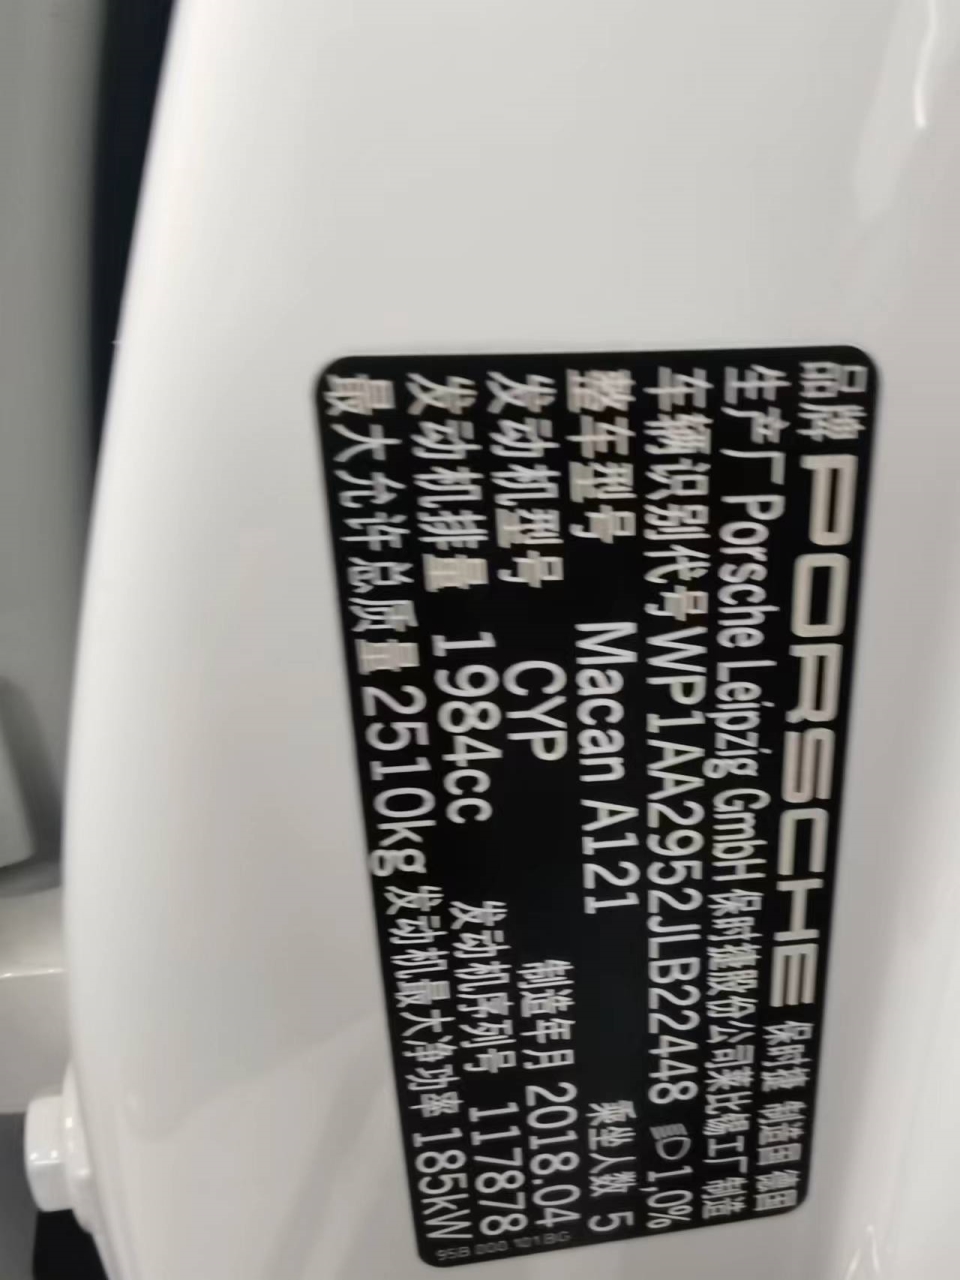 品牌 PORSCHE 保时捷 制造国 德国
生产厂 Porsche Leipzig GmbH 保时捷股份公司莱比锡工厂制造
车辆识别代号 WP1AA2952JLB22448 1,0%
整车型号 Macan A121 乘坐人数 5
发动机型号 CYP 制造年月 2018.04
发动机排量 1984cc 发动机序列号 117878
最大允许总质量 2510kg 发动机最大净功率 185kW
95B 000 101 BG